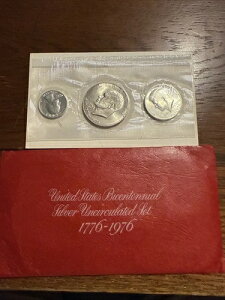 United States Bicentennial
Silver Uncirculated Set
1776-1976